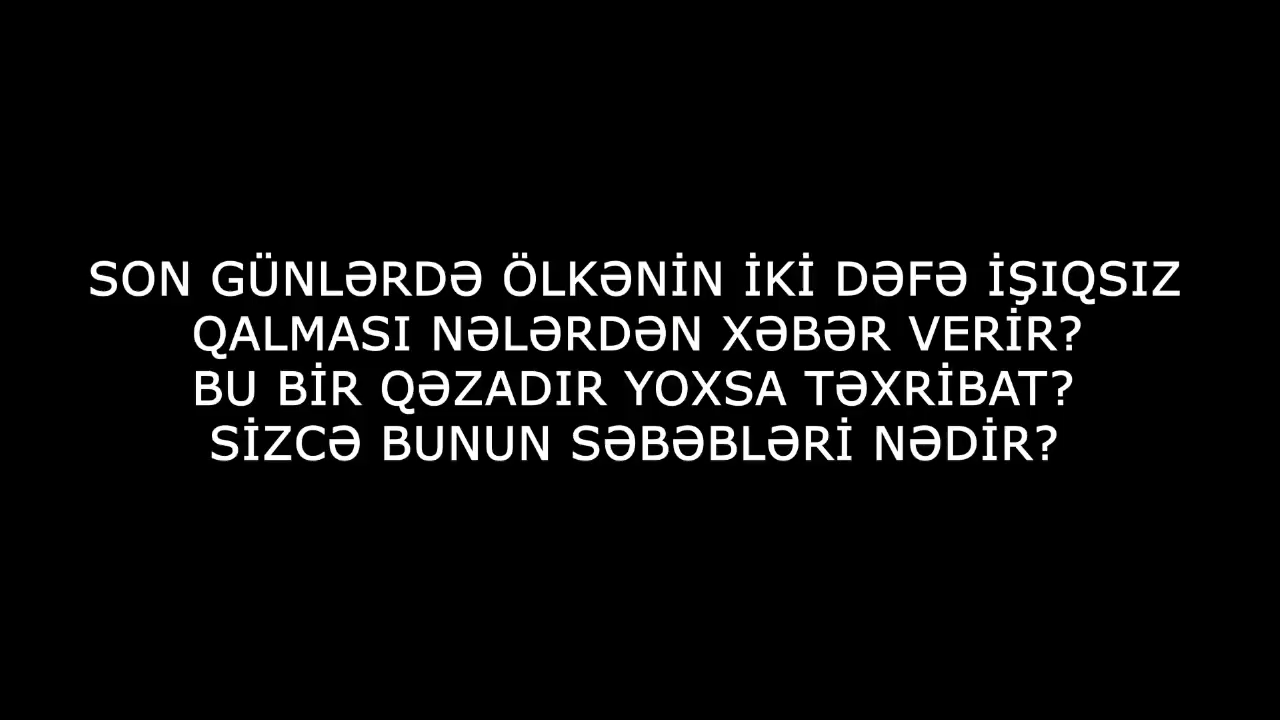 SON GÜNLƏRDƏ ÖLKƏNİN İKİ DƏFƏ İŞIQSIZ
QALMASI NƏLƏRDƏN XƏBƏR VERİR?
BU BİR QƏZADIR YOXSA TƏXRİBAT?
SİZCƏ BUNUN SƏBƏBLƏRİ NƏDİR?